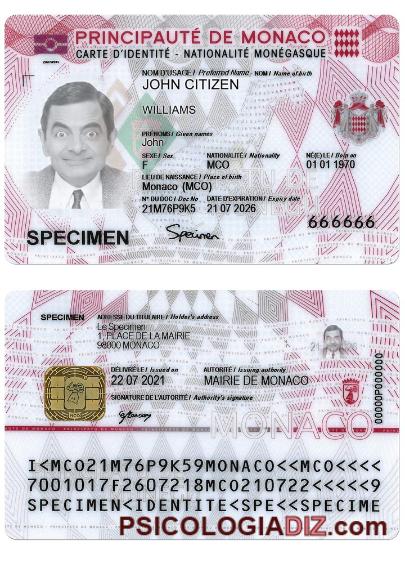 PRINCIPAUTÉ DE MONACO
CARTE D'IDENTITÉ - NATIONALITÉ MONÉGASQUE
NOM D'USAGE / Preferred Name - NOM / Name of birth
JOHN CITIZEN
WILLIAMS
PRENOMS / Given names
John
SEXE / Sex NATIONALITÉ / Nationality NÉ(E) LE / Born on
F MCO 01 01 1970
LIEU DE NAISSANCE / Place of birth
Monaco (MCO)
N° DU DOC / Doc No DATE D'EXPIRATION / Expiry date
21M76P9K5 21 07 2026
666666
SPECIMEN Specimen
SPECIMEN ADRESSE DU TITULAIRE / Holder's address
Le Specimen
1, PLACE DE LA MAIRIE
98000 MONACO
DÉLIVRÉ LE / Issued on AUTORITÉ / Issuing authority
22 07 2021 MAIRIE DE MONACO
SIGNATURE DE L'AUTORITÉ / Authority's signature
00000P000000
MONACO
I<MCO21M76P9K59MONACO<<MCO<<<<
7001017F2607218MCO210722<<<<<9
SPECIMEN<IDENTITE<SPE<<SPECIME
PSICOLOGIADIZ.com